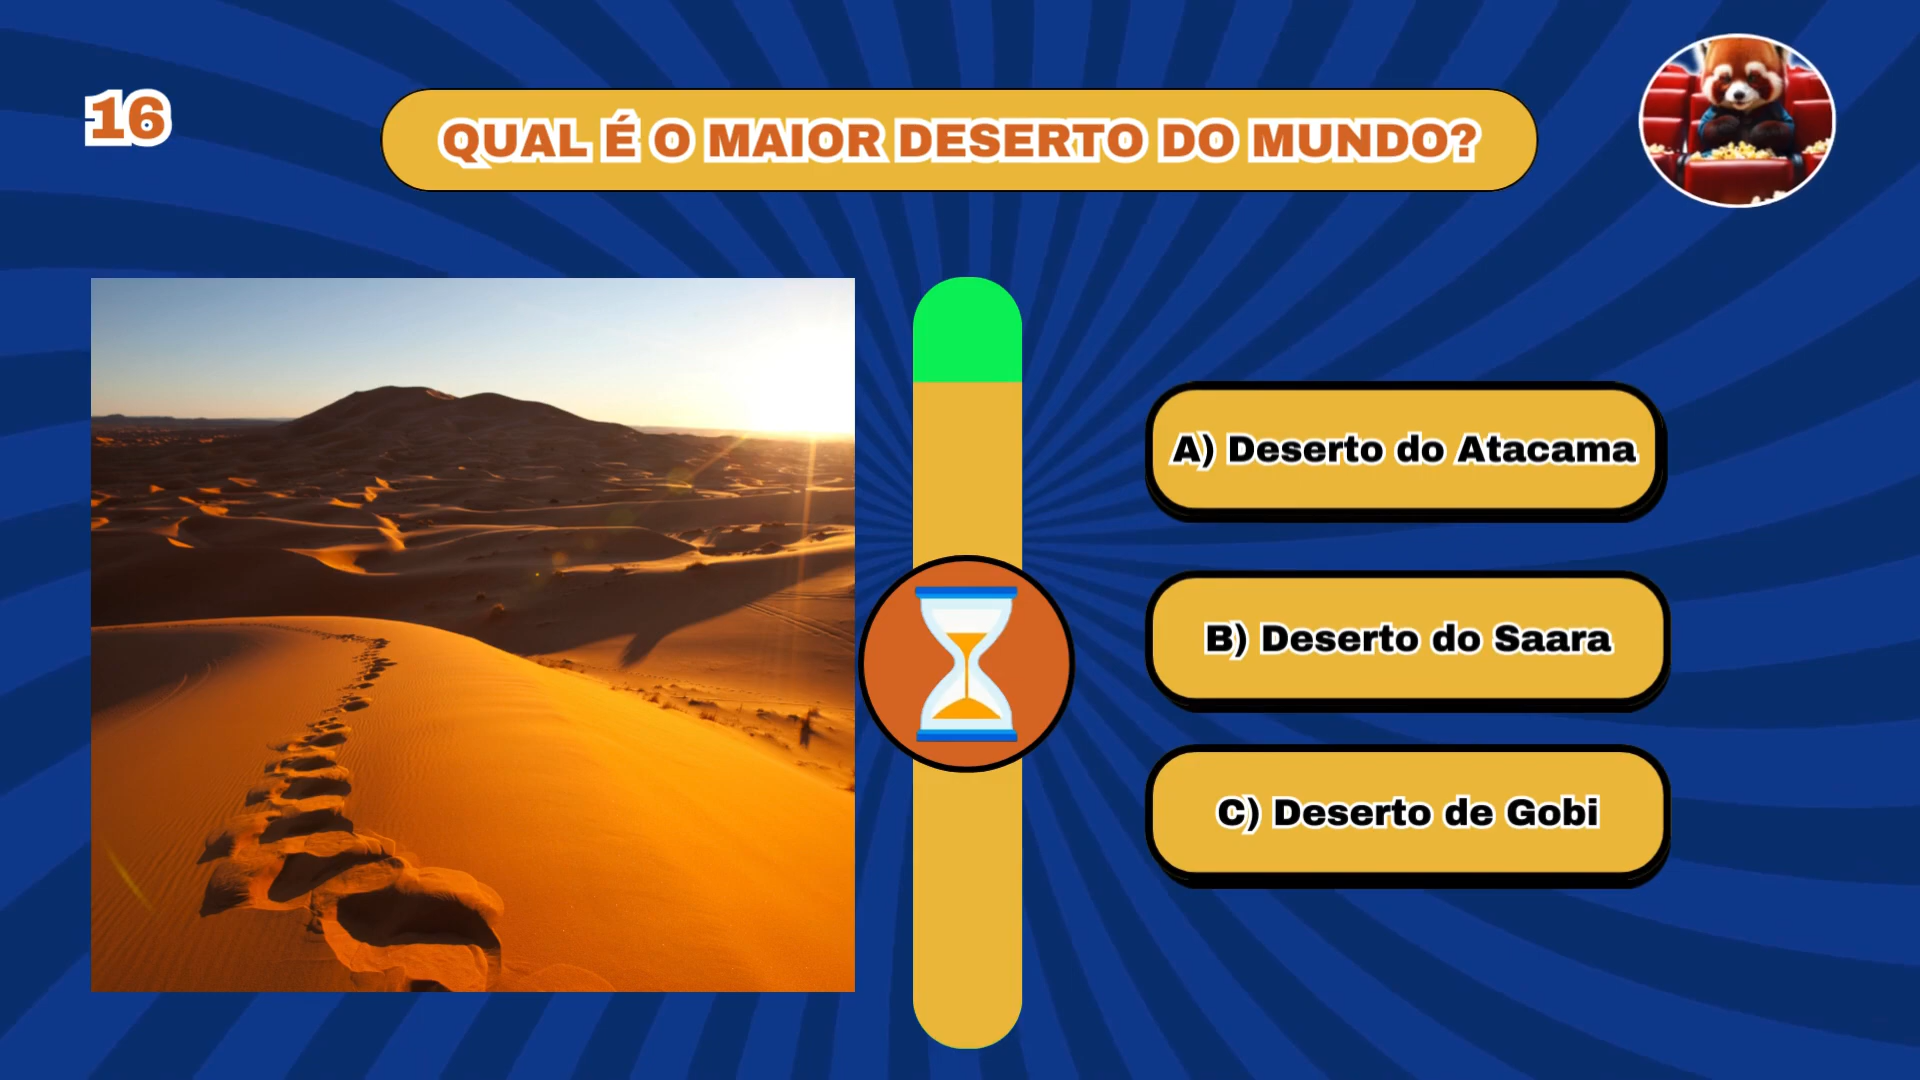 16
QUAL É O MAIOR DESERTO DO MUNDO?
A) Deserto do Atacama
B) Deserto do Saara
C) Deserto de Gobi